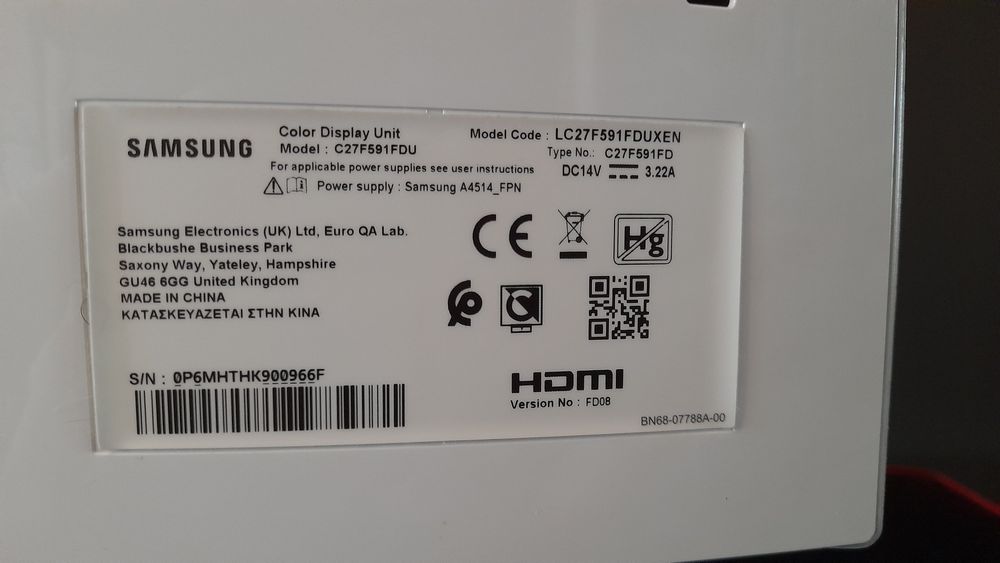 SAMSUNG
Color Display Unit
Model : C27F591FDU
For applicable power supplies see user instructions
Power supply : Samsung A4514_FPN
Model Code : LC27F591FDUXEN
Type No.: C27F591FD
DC14V 3.22A
Samsung Electronics (UK) Ltd, Euro QA Lab.
Blackbushe Business Park
Saxony Way, Yateley, Hampshire
GU46 6GG United Kingdom
MADE IN CHINA
ΚΑΤΑΣΚΕΥΑΖΕΤΑΙ ΣΤΗΝ ΚΙΝΑ
CE
Hg
S/N : 0P6MHTHK900966F
HDMI
Version No : FD08
BN68-07788A-00